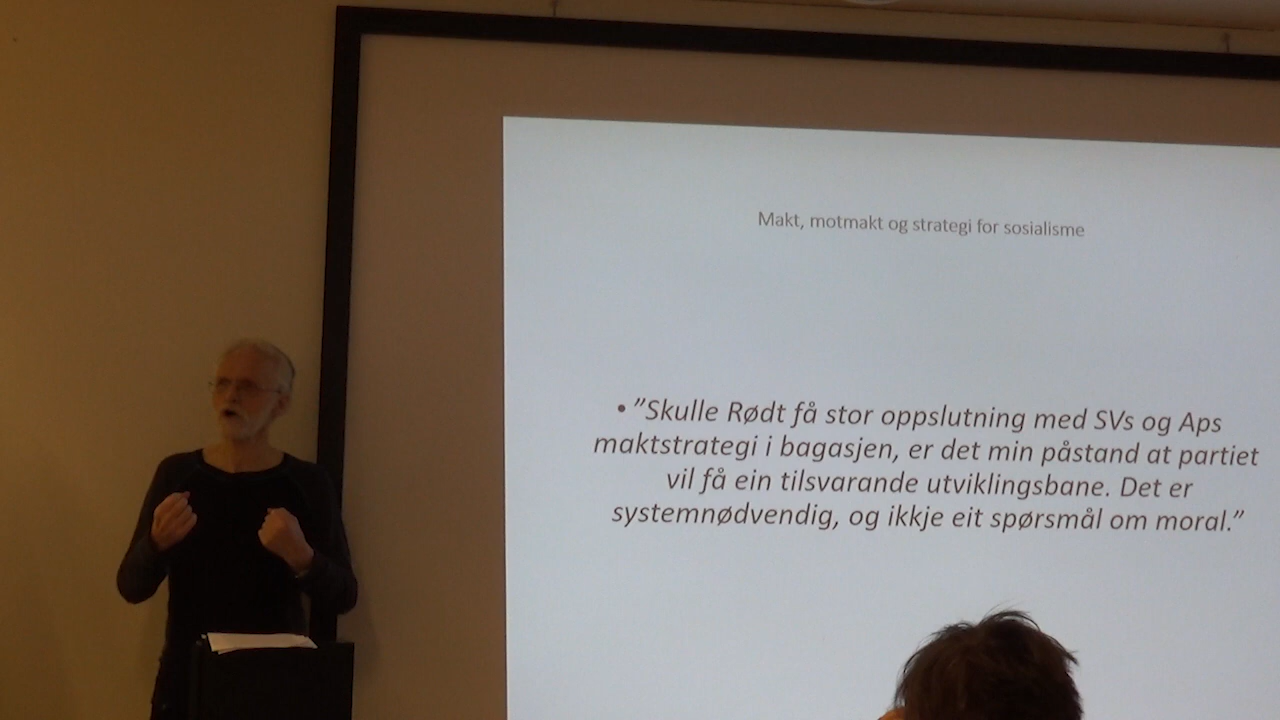 Makt, motmakt og strategi for sosialisme
• ”Skulle Rødt få stor oppslutning med SVs og Aps
maktstrategi i bagasjen, er det min påstand at partiet
vil få ein tilsvarande utviklingsbane. Det er
systemnødvendig, og ikkje eit spørsmål om moral.”